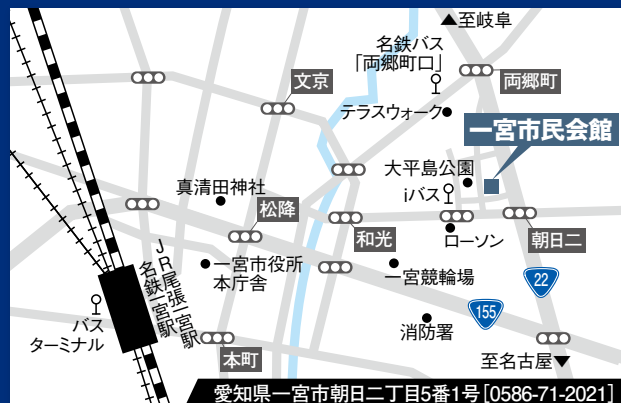 ▲至岐阜
名鉄バス
「両郷町口」
文京
両郷町
テラスウォーク
一宮市民会館
大平島公園
真清田神社
iバス
松降
和光
ローソン
朝日二
一宮市役所
本庁舎
一宮競輪場
JR尾張一宮駅
名鉄一宮駅
22
155
バス
ターミナル
消防署
本町
至名古屋▼
愛知県一宮市朝日二丁目5番1号[0586-71-2021]